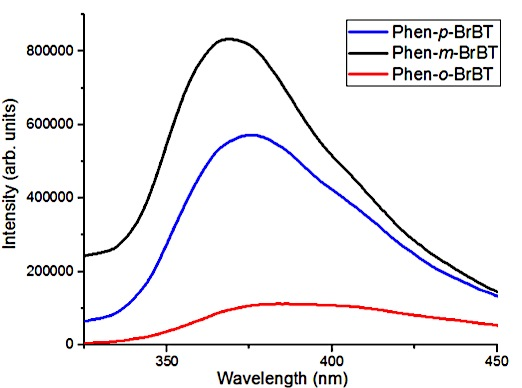 Phen-p-BrBT
Phen-m-BrBT
Phen-o-BrBT
Intensity (arb. units)
800000
600000
400000
200000
0
350
400
450
Wavelength (nm)